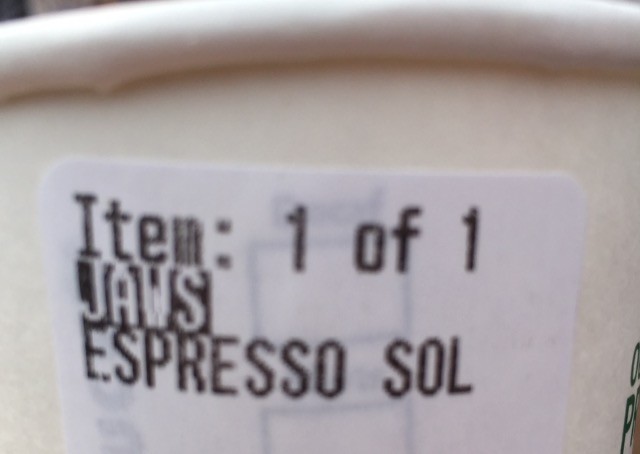 Item: 1 of 1
JAWS
ESPRESSO SOL